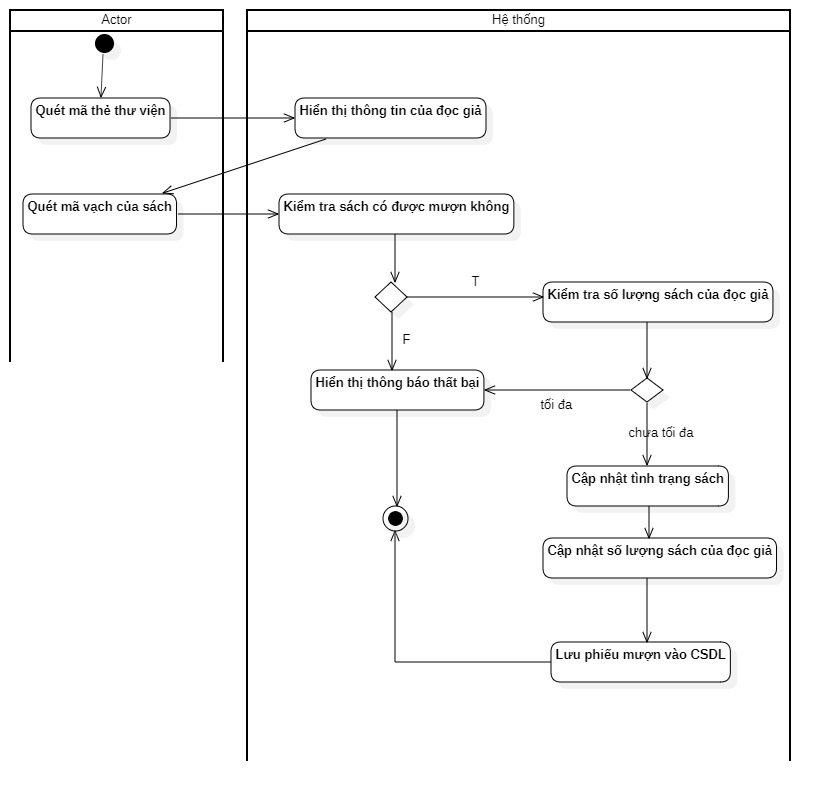 Actor
Hệ thống
Quét mã thẻ thư viện
Hiển thị thông tin của đọc giả
Quét mã vạch của sách
Kiểm tra sách có được mượn không
T
Kiểm tra số lượng sách của đọc giả
F
Hiển thị thông báo thất bại
tối đa
chưa tối đa
Cập nhật tình trạng sách
Cập nhật số lượng sách của đọc giả
Lưu phiếu mượn vào CSDL